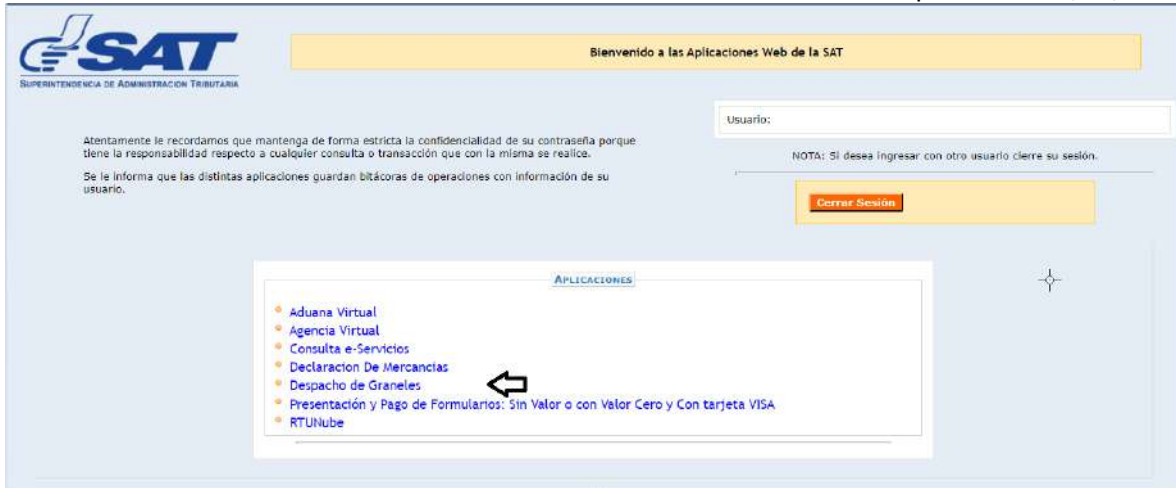 SAT
SUPERINTENDENCIA DE ADMINISTRACION TRIBUTARIA
Bienvenido a las Aplicaciones Web de la SAT
Usuario:
Atentamente le recordamos que mantenga de forma estricta la confidencialidad de su contraseña porque
tiene la responsabilidad respecto a cualquier consulta o transacción que con la misma se realice.
Se le informa que las distintas aplicaciones guardan bitácoras de operaciones con información de su
usuario.
NOTA: Si desea ingresar con otro usuario cierre su sesión.
Cerrar Sesión
APLICACIONES
Aduana Virtual
Agencia Virtual
Consulta e-Servicios
Declaracion De Mercancias
Despacho de Graneles
Presentación y Pago de Formularios: Sin Valor o con Valor Cero y Con tarjeta VISA
RTUNube